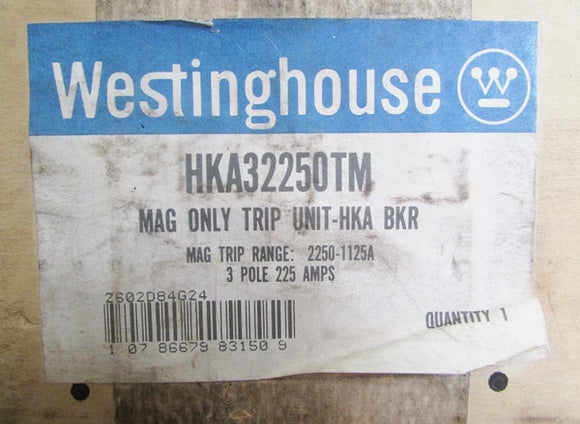 Westinghouse
HKA32250TM
MAG ONLY TRIP UNIT-HKA BKR
MAG TRIP RANGE: 2250-1125A
3 POLE 225 AMPS
2602D84G24
QUANTITY 1
1 07 86679 83150 9